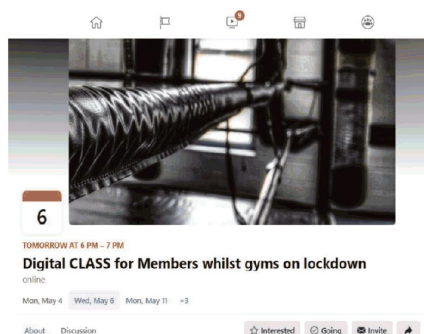 9
6
TOMORROW AT 6 PM – 7 PM
Digital CLASS for Members whilst gyms on lockdown
online
Mon, May 4 Wed, May 6 Mon, May 11 +3
About Discussion Interested Going Invite